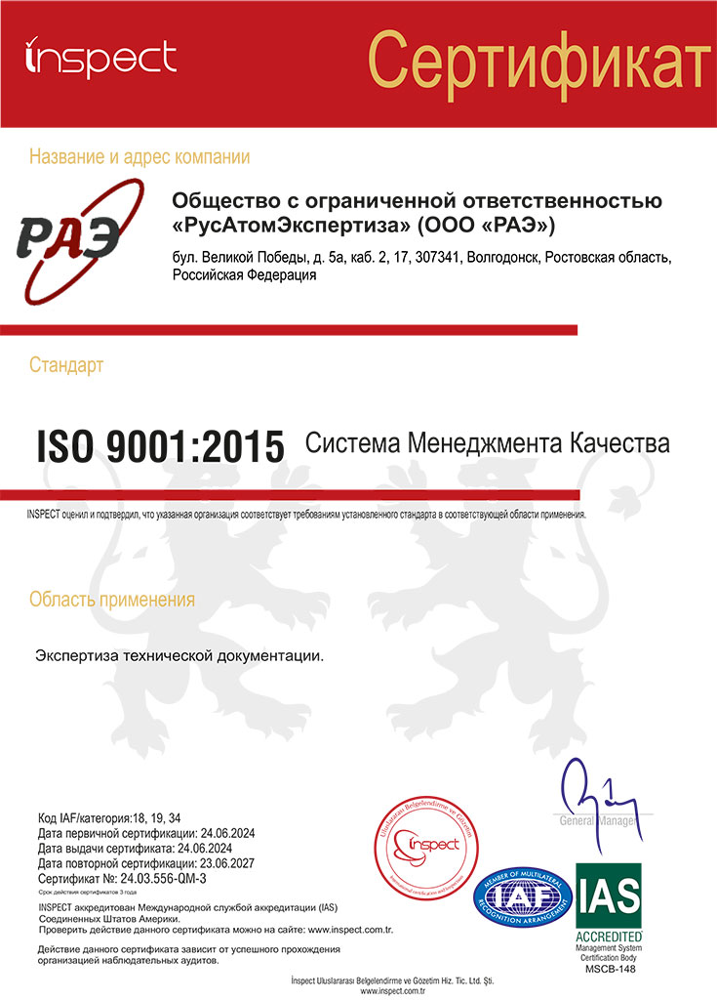 inspect
Сертификат
Название и адрес компании
РАЭ
Общество с ограниченной ответственностью
«РусАтомЭкспертиза» (ООО «РАЭ»)
бул. Великой Победы, д. 5а, каб. 2, 17, 307341, Волгодонск, Ростовская область,
Российская Федерация
Стандарт
ISO 9001:2015 Система Менеджмента Качества
INSPECT оценил и подтвердил, что указанная организация соответствует требованиям установленного стандарта в соответствующей области применения.
Область применения
Экспертиза технической документации.
General Manager
Код IAF/категория:18, 19, 34
Дата первичной сертификации: 24.06.2024
Дата выдачи сертификата: 24.06.2024
Дата повторной сертификации: 23.06.2027
Сертификат №: 24.03.556-QM-3
Срок действия сертификатов 3 года
INSPECT аккредитован Международной службой аккредитации (IAS)
Соединенных Штатов Америки.
Проверить действие данного сертификата можно на сайте: www.inspect.com.tr.
Действие данного сертификата зависит от успешного прохождения
организацией наблюдательных аудитов.
Uluslararası Belgelendirme ve Gözetim
inspect
international certification and inspection
MEMBER OF MULTILATERAL
IAF
RECOGNITION ARRANGEMENT
IAS
ACCREDITED
Management System
Certification Body
MSCB-148
İnspect Uluslararası Belgelendirme ve Gözetim Hiz. Tic. Ltd. Şti.
www.inspect.com.tr